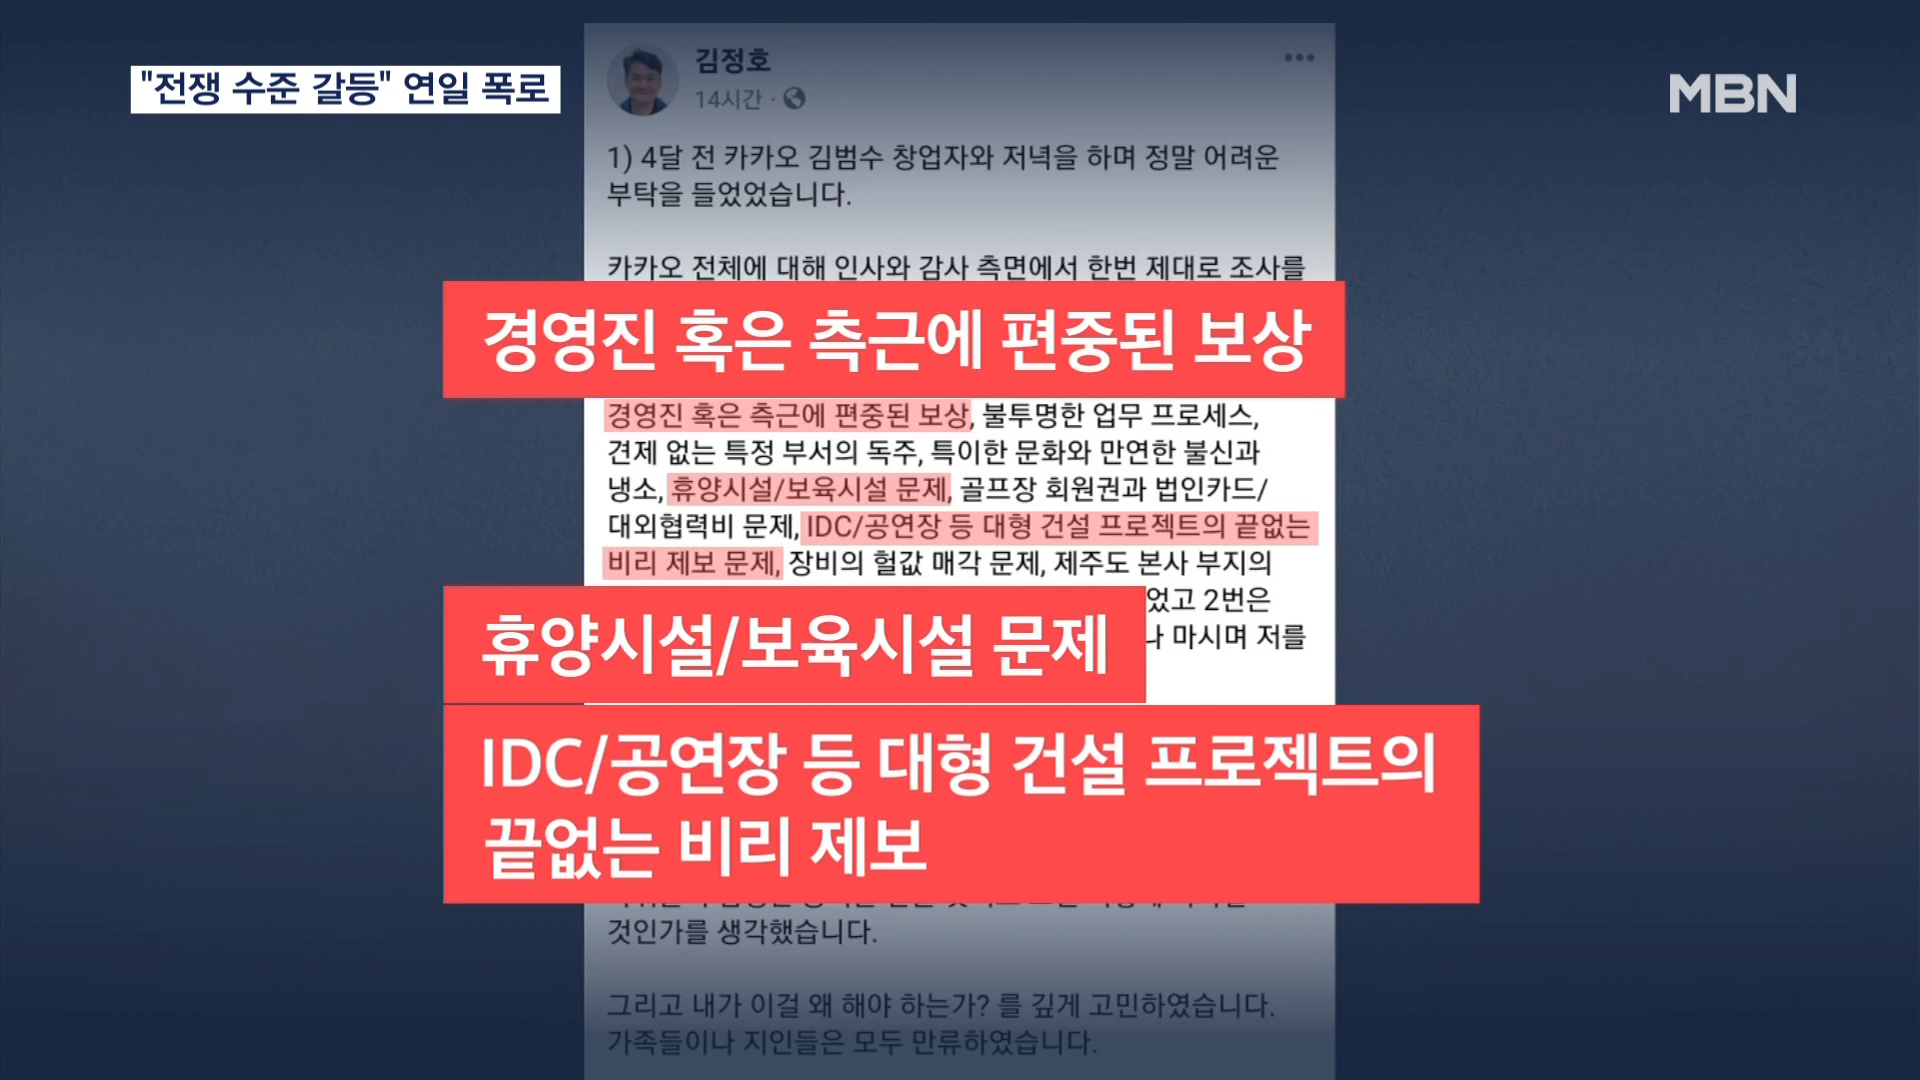 "전쟁 수준 갈등" 연일 폭로
MBN
김정호
14시간 ·
1) 4달 전 카카오 김범수 창업자와 저녁을 하며 정말 어려운
부탁을 들었었습니다.
카카오 전체에 대해 인사와 감사 측면에서 한번 제대로 조사를
경영진 혹은 측근에 편중된 보상
경영진 혹은 측근에 편중된 보상, 불투명한 업무 프로세스,
견제 없는 특정 부서의 독주, 특이한 문화와 만연한 불신과
냉소, 휴양시설/보육시설 문제, 골프장 회원권과 법인카드/
대외협력비 문제, IDC/공연장 등 대형 건설 프로젝트의 끝없는
비리 제보 문제, 장비의 헐값 매각 문제, 제주도 본사 부지의
었고 2번은
마시며 저를
휴양시설/보육시설 문제
IDC/공연장 등 대형 건설 프로젝트의
끝없는 비리 제보
것인가를 생각했습니다.
그리고 내가 이걸 왜 해야 하는가? 를 깊게 고민하였습니다.
가족들이나 지인들은 모두 만류하였습니다.